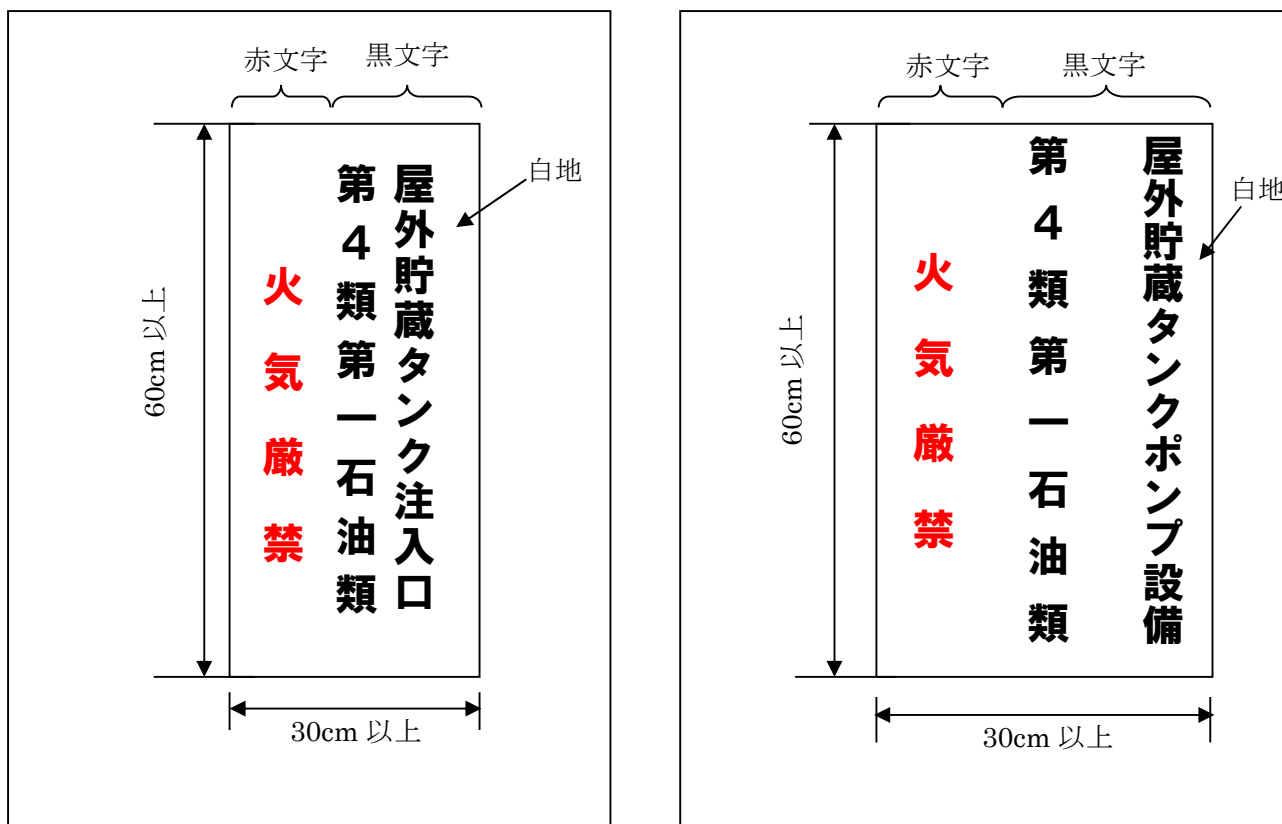 赤文字
黒文字
屋外貯蔵タンク注入口
第４類第一石油類
火気厳禁
白地
60cm 以上
30cm 以上
赤文字
黒文字
屋外貯蔵タンクポンプ設備
第４類第一石油類
火気厳禁
白地
60cm 以上
30cm 以上